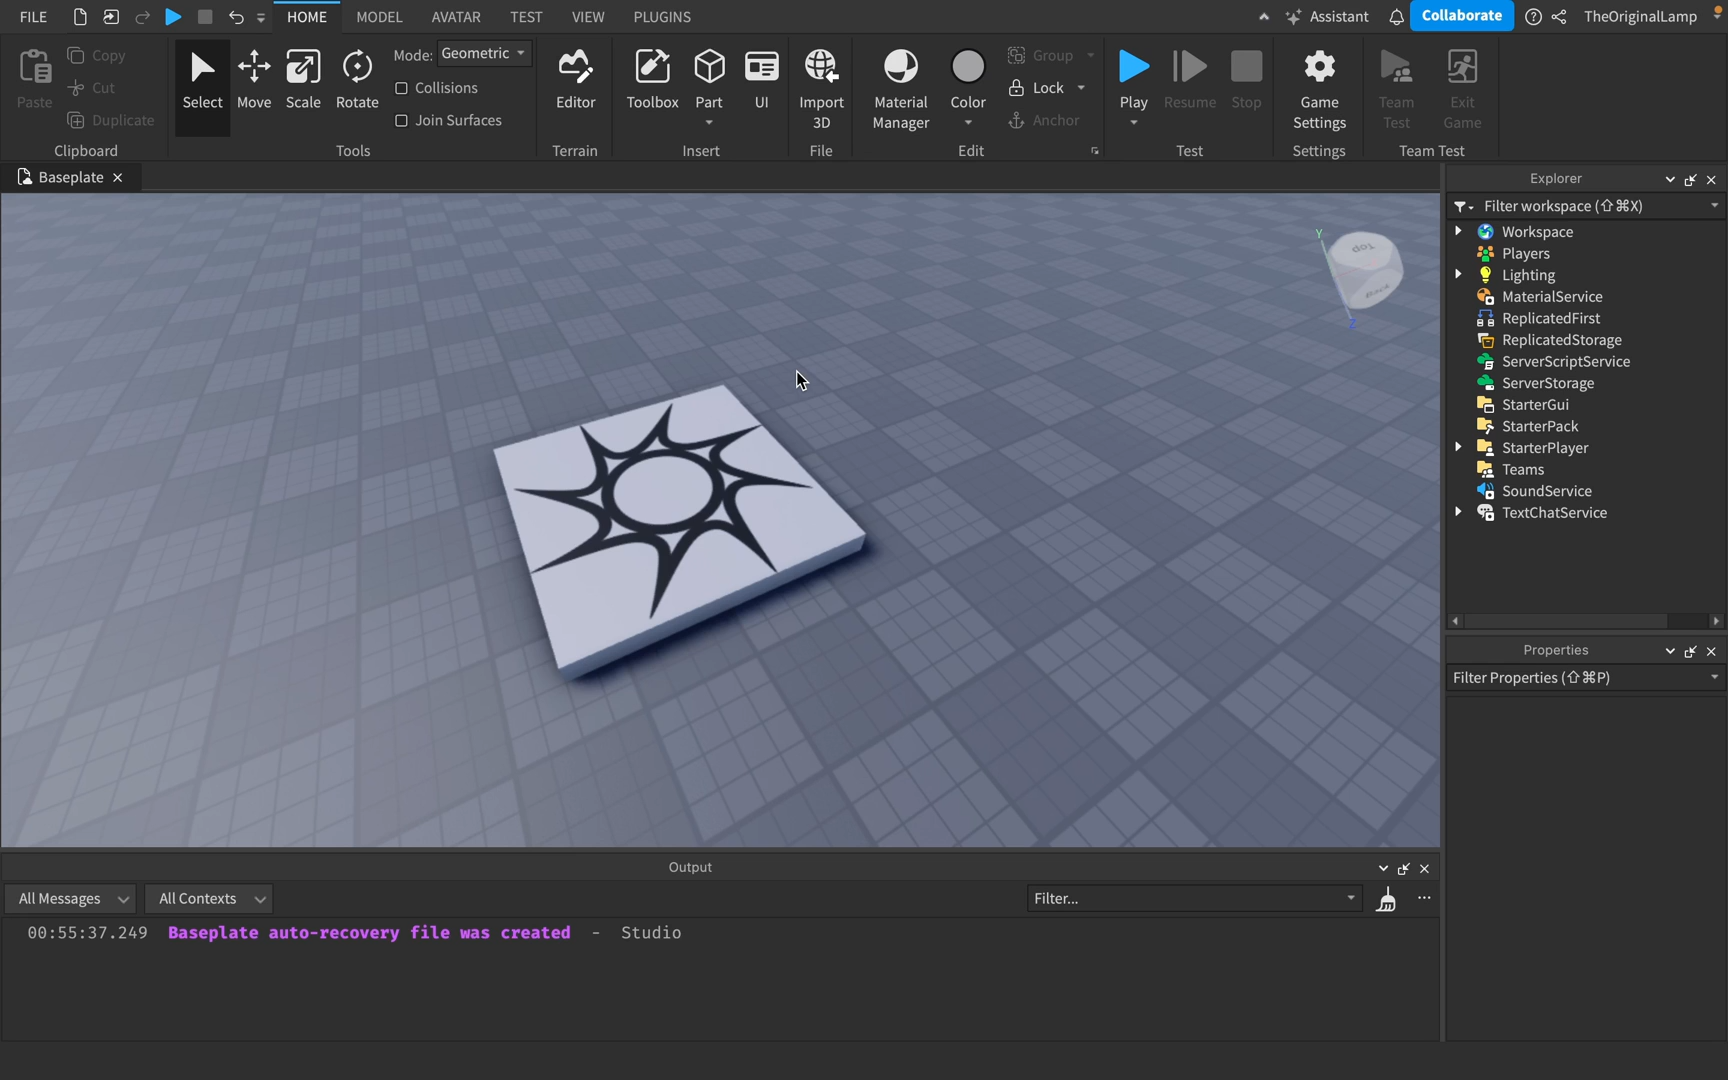 FILE HOME MODEL AVATAR TEST VIEW PLUGINS Assistant Collaborate TheOriginalLamp
Paste Copy Cut Duplicate
Clipboard
Select Move Scale Rotate
Mode: Geometric
Collisions
Join Surfaces
Tools
Editor
Terrain
Toolbox Part UI
Insert
Import
3D
File
Material
Manager
Color
Group
Lock
Anchor
Edit
Play Resume Stop
Test
Game
Settings
Settings
Team
Test
Exit
Game
Team Test
Baseplate
Top
Back
Y
Z
Explorer
Filter workspace (⇧⌘X)
Workspace
Players
Lighting
MaterialService
ReplicatedFirst
ReplicatedStorage
ServerScriptService
ServerStorage
StarterGui
StarterPack
StarterPlayer
Teams
SoundService
TextChatService
Properties
Filter Properties (⇧⌘P)
Output
All Messages All Contexts Filter...
00:55:37.249 Baseplate auto-recovery file was created - Studio